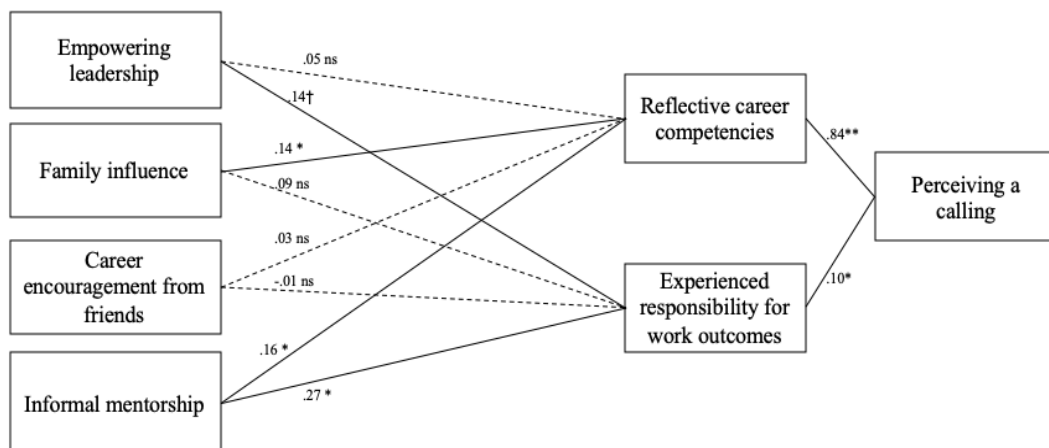 Empowering
leadership
.05 ns
.14†
Family influence
.14 *
.09 ns
Career
encouragement from
friends
.03 ns
-.01 ns
Informal mentorship
.16 *
.27 *
Reflective career
competencies
Experienced
responsibility for
work outcomes
.84**
.10*
Perceiving a
calling